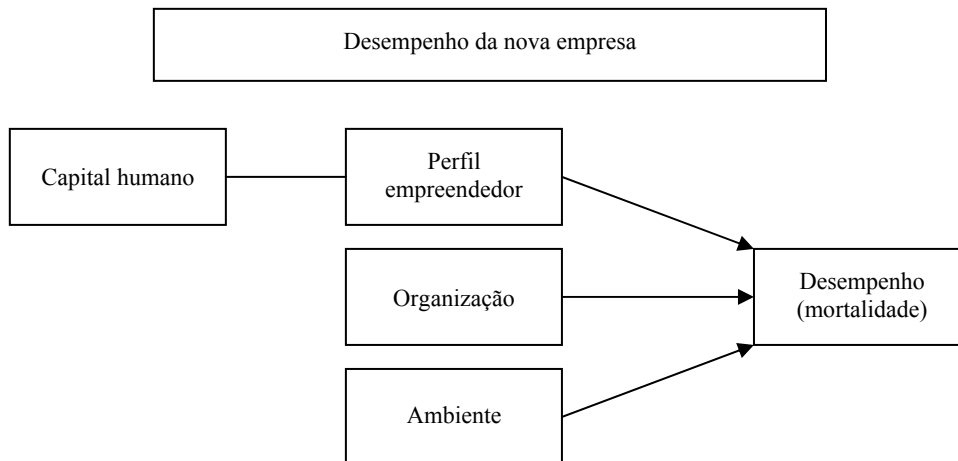 Desempenho da nova empresa
Capital humano
Perfil
empreendedor
Organização
Desempenho
(mortalidade)
Ambiente